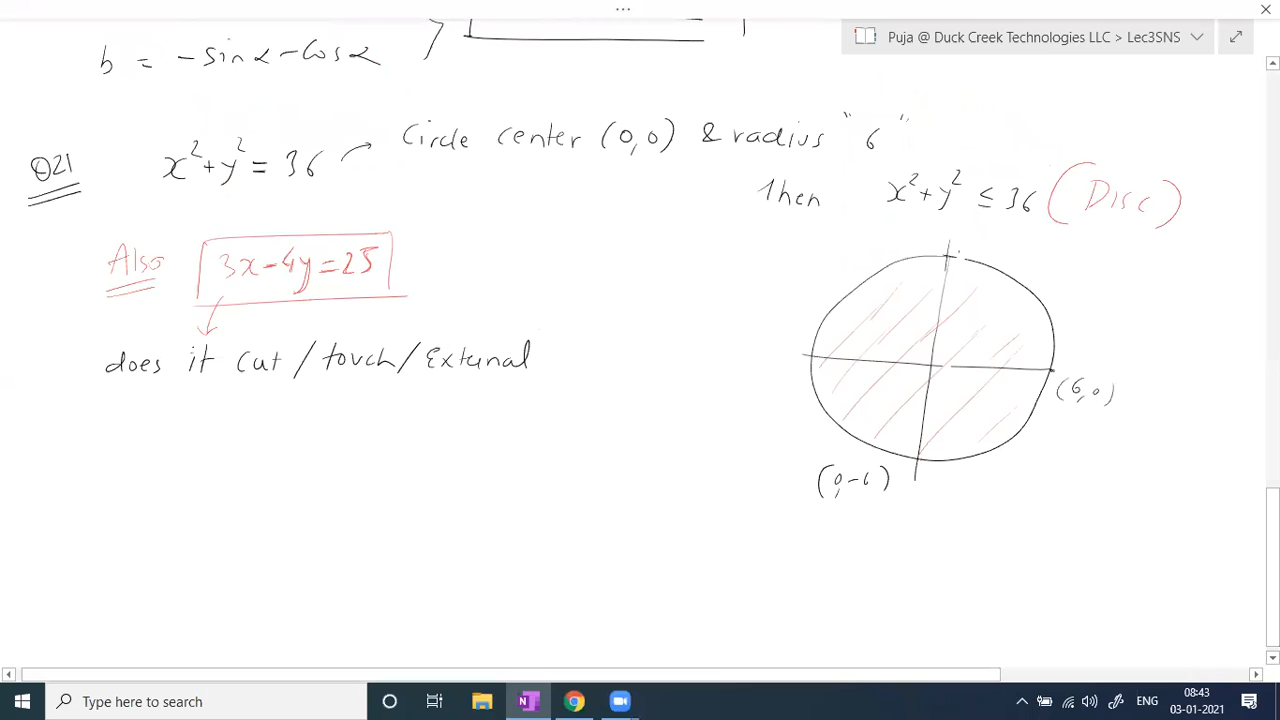 ...
b = -sinα - cosα
Puja @ Duck Creek Technologies LLC > Lec3SNS
Q21 x²+y² = 36 → Circle center (0,0) & radius "6"
Then x²+y² ≤ 36 (Disc)
Also 3x-4y=25
does it cut /touch/External
(6,0)
(0,-6)
Type here to search
ENG
08:43
03-01-2021